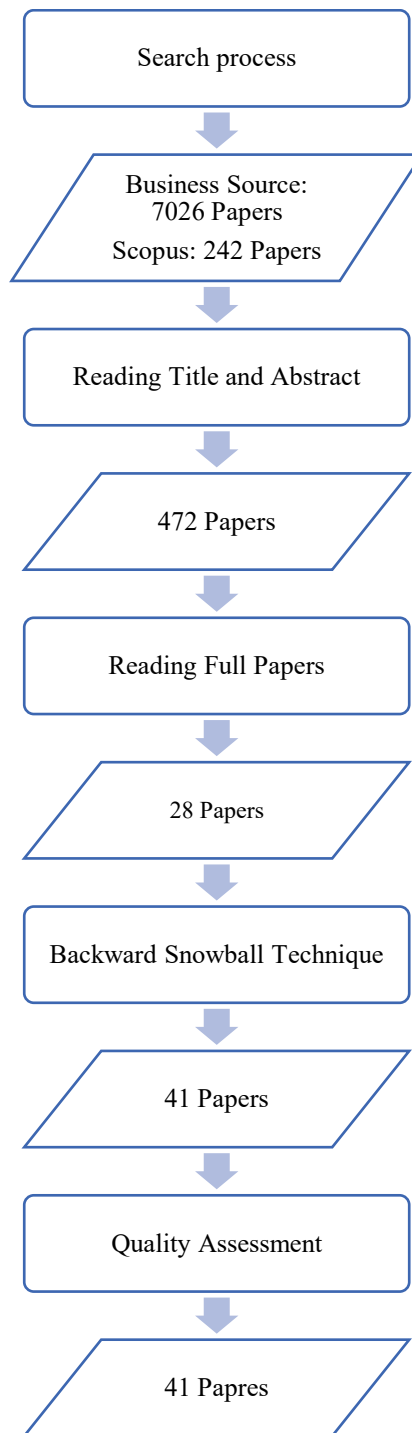 Search process
Business Source:
7026 Papers
Scopus: 242 Papers
Reading Title and Abstract
472 Papers
Reading Full Papers
28 Papers
Backward Snowball Technique
41 Papers
Quality Assessment
41 Papres